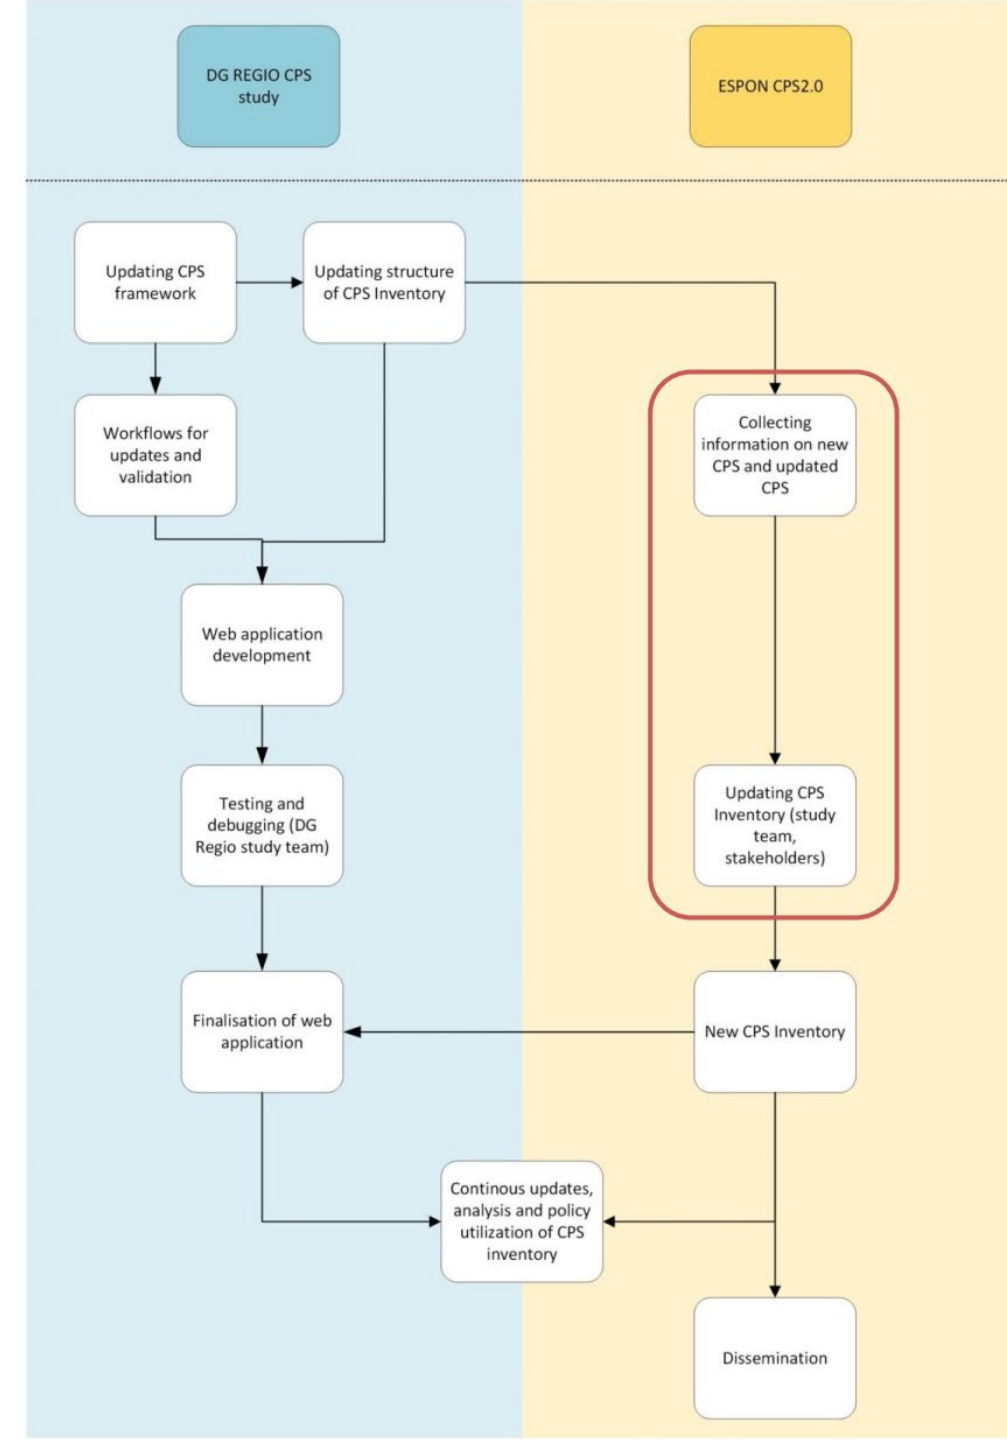 DG REGIO CPS
study
ESPON CPS2.0
Updating CPS
framework
Updating structure
of CPS Inventory
Workflows for
updates and
validation
Collecting
information on new
CPS and updated
CPS
Web application
development
Testing and
debugging (DG
Regio study team)
Updating CPS
Inventory (study
team,
stakeholders)
Finalisation of web
application
New CPS Inventory
Continous updates,
analysis and policy
utilization of CPS
inventory
Dissemination